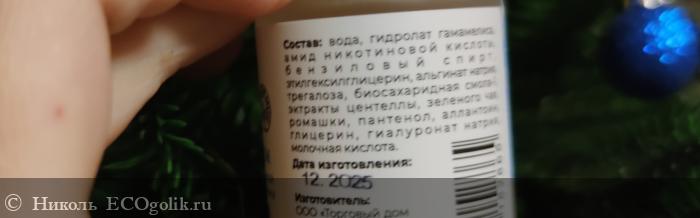 Состав: вода, гидролат гамамелиса,
амид никотиновой кислоты,
бензиловый спирт,
этилгексилглицерин, альгинат натрия,
трегалоза, биосахаридная смола-
эктракты центеллы, зеленого чая,
ромашки, пантенол, аллантоин,
глицерин, гиалуронат натрия,
молочная кислота.
Дата изготовления:
12. 2025
Изготовитель:
ООО «Торговый дом
© Николь ECOgolik.ru